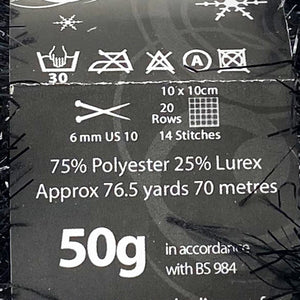 30
A
10 x 10cm
20
Rows
6 mm US 10
14 Stitches
75% Polyester 25% Lurex
Approx 76.5 yards 70 metres
50g
in accordance
with BS 984